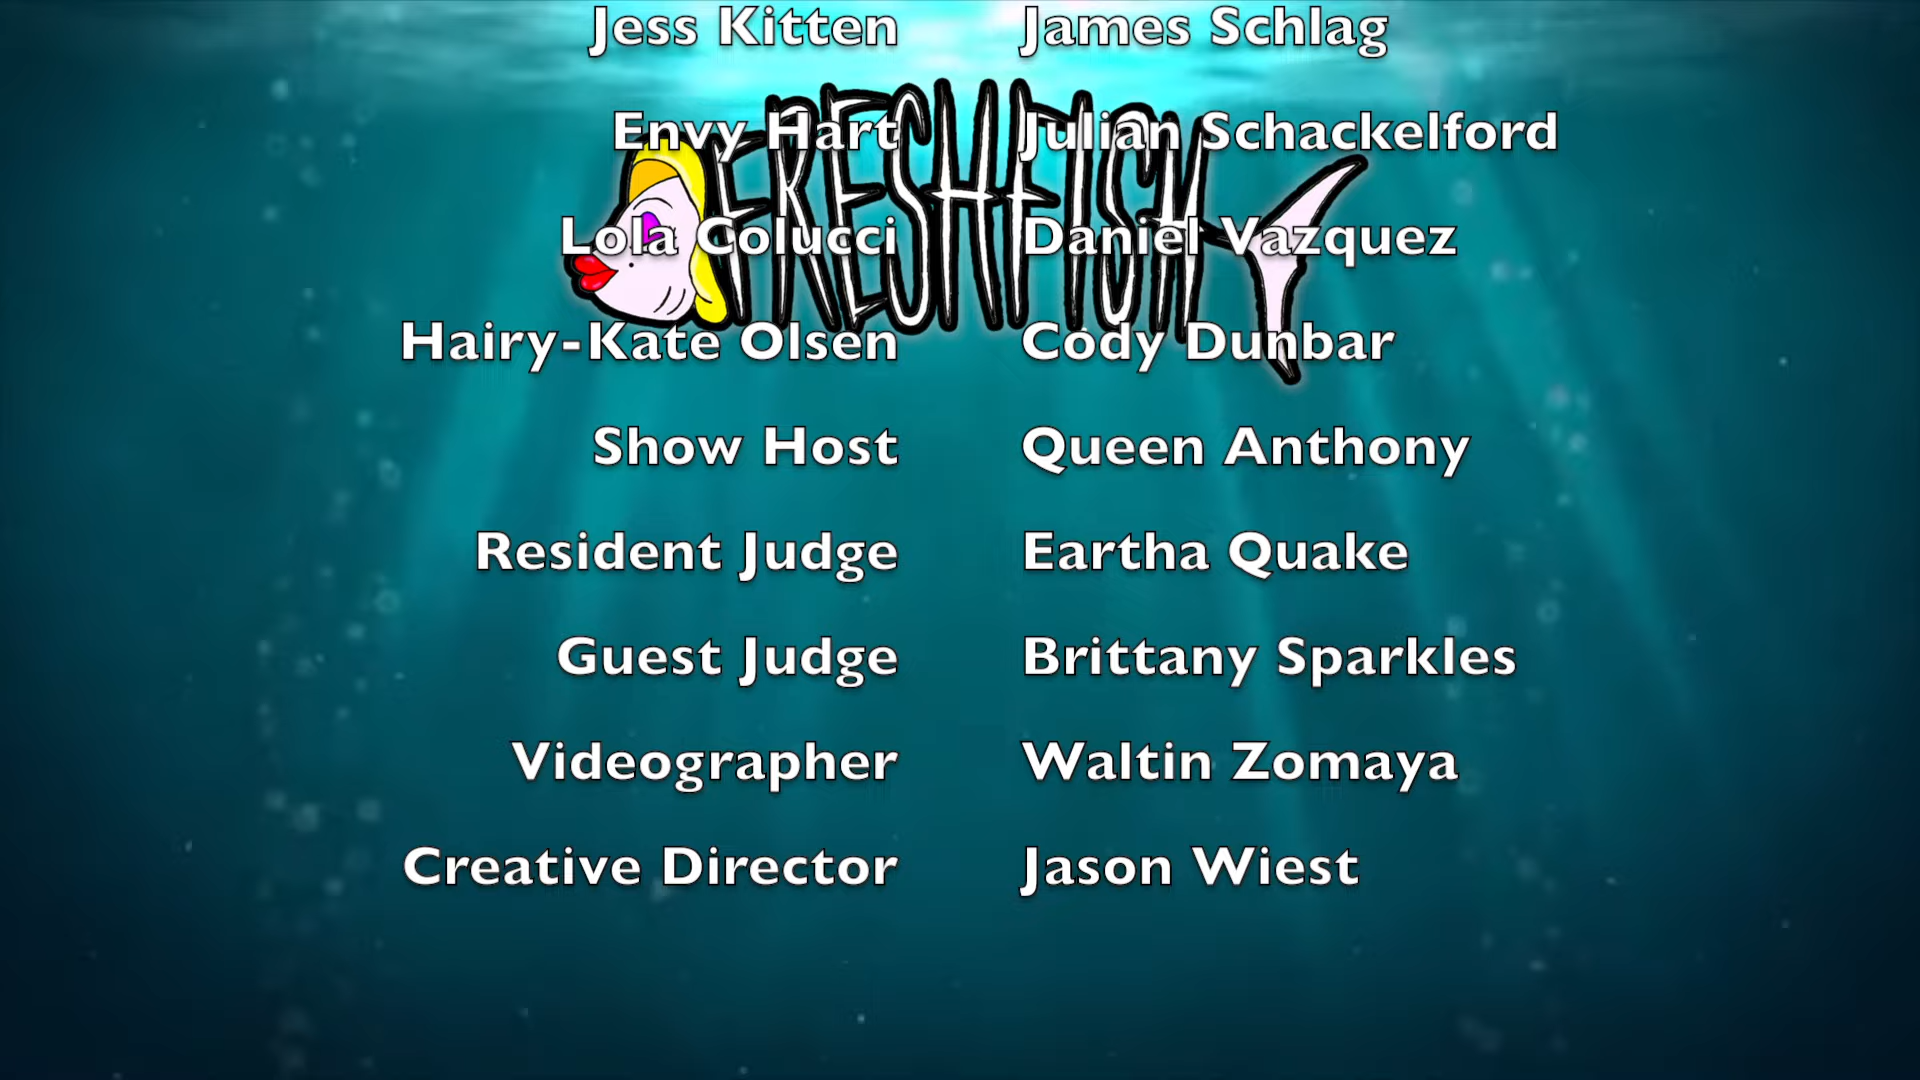 Jess Kitten James Schlag
FRESHFISH
Envy Hart Julian Schackelford
Lola Colucci Daniel Vazquez
Hairy-Kate Olsen Cody Dunbar
Show Host Queen Anthony
Resident Judge Eartha Quake
Guest Judge Brittany Sparkles
Videographer Waltin Zomaya
Creative Director Jason Wiest